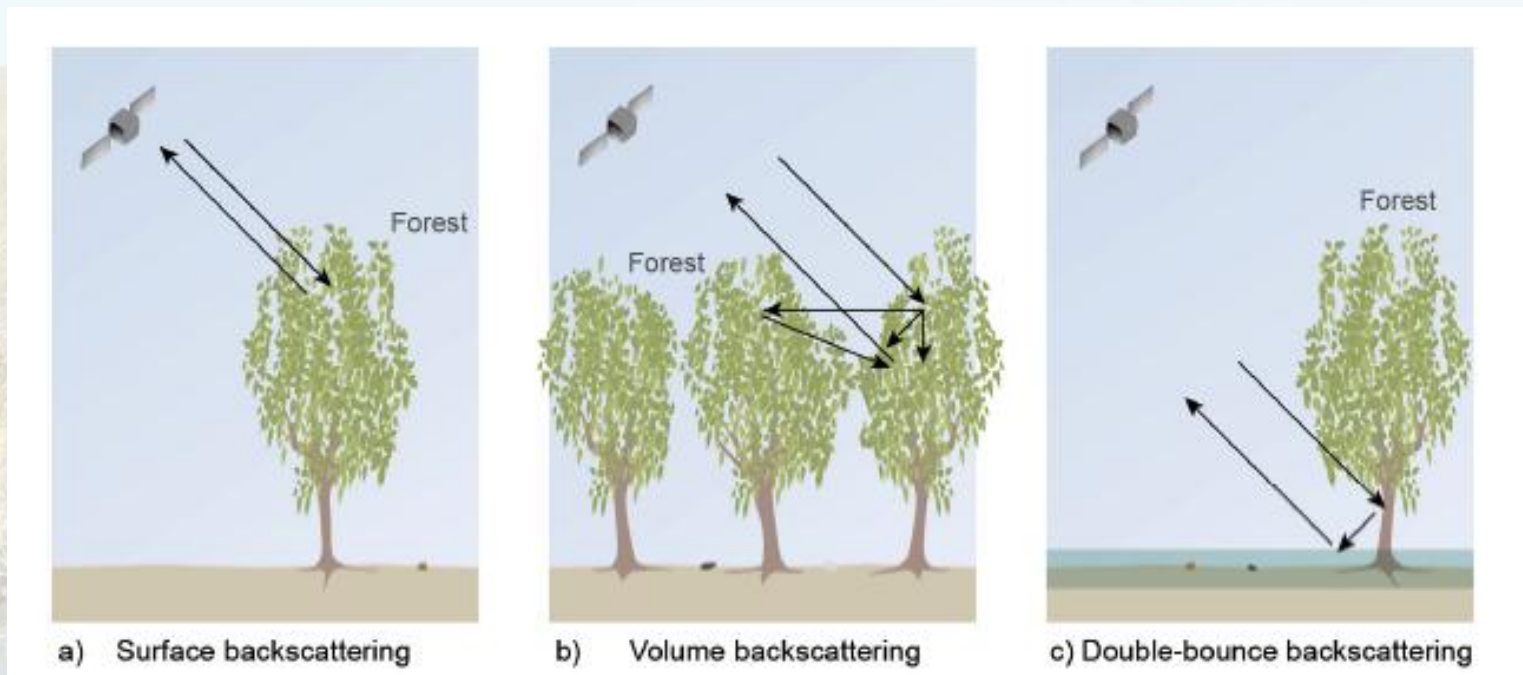 Forest
Forest
Forest
a) Surface backscattering
b) Volume backscattering
c) Double-bounce backscattering